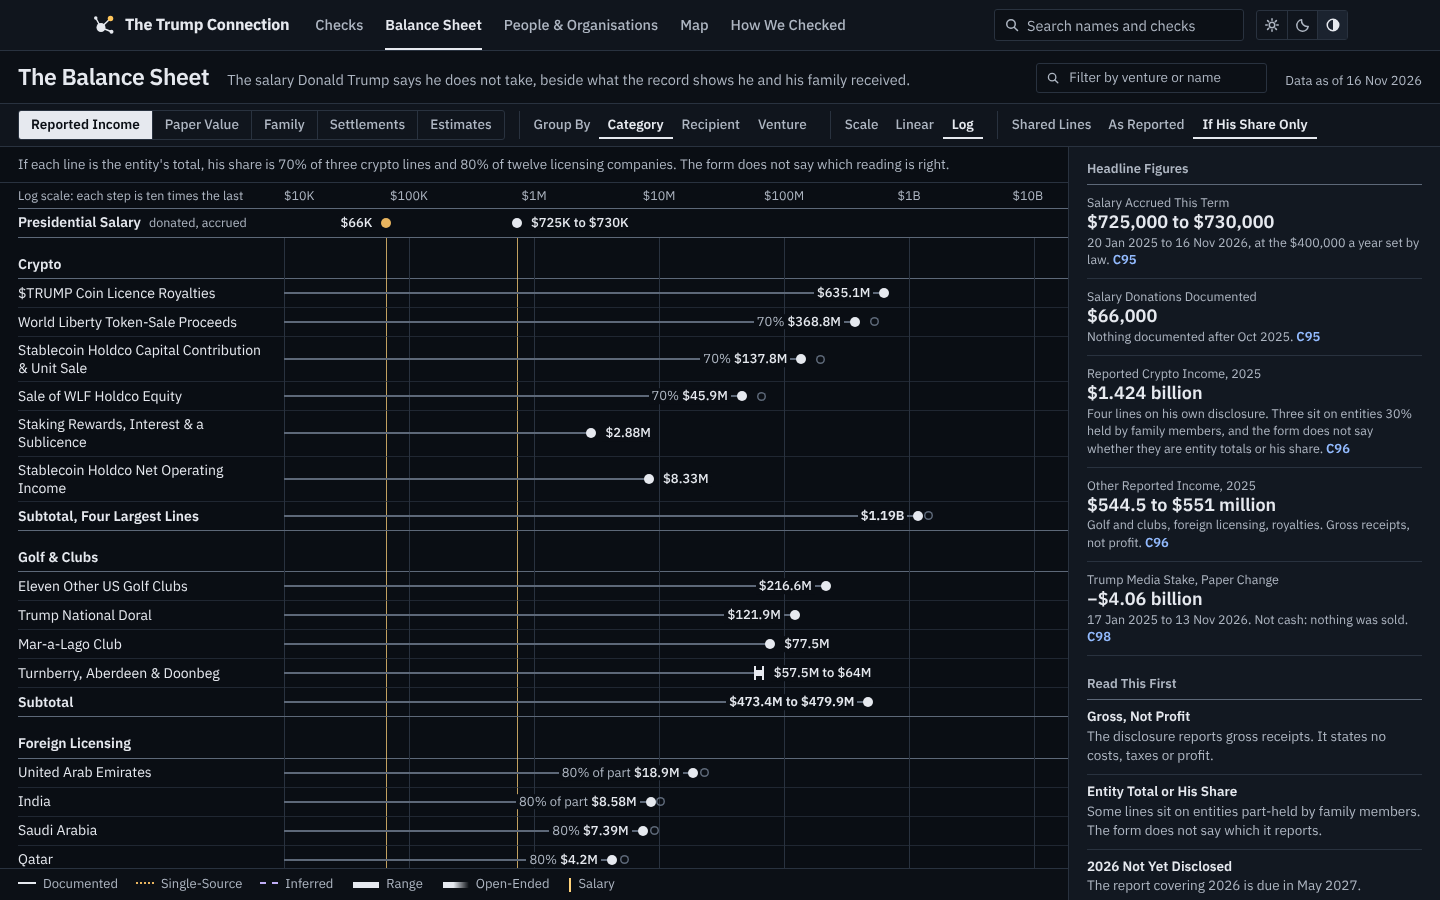 The Trump Connection
Checks
Balance Sheet
People & Organisations
Map
How We Checked
Search names and checks
The Balance Sheet
The salary Donald Trump says he does not take, beside what the record shows he and his family received.
Filter by venture or name
Data as of 16 Nov 2026
Reported Income
Paper Value
Family
Settlements
Estimates
Group By
Category
Recipient
Venture
Scale
Linear
Log
Shared Lines
As Reported
If His Share Only
If each line is the entity's total, his share is 70% of three crypto lines and 80% of twelve licensing companies. The form does not say which reading is right.
Log scale: each step is ten times the last
$10K
$100K
$1M
$10M
$100M
$1B
$10B
Presidential Salary donated, accrued
$66K
$725K to $730K
Crypto
$TRUMP Coin Licence Royalties
$635.1M
World Liberty Token-Sale Proceeds
70% $368.8M
Stablecoin Holdco Capital Contribution
& Unit Sale
70% $137.8M
Sale of WLF Holdco Equity
70% $45.9M
Staking Rewards, Interest & a
Sublicence
$2.88M
Stablecoin Holdco Net Operating
Income
$8.33M
Subtotal, Four Largest Lines
$1.19B
Golf & Clubs
Eleven Other US Golf Clubs
$216.6M
Trump National Doral
$121.9M
Mar-a-Lago Club
$77.5M
Turnberry, Aberdeen & Doonbeg
$57.5M to $64M
Subtotal
$473.4M to $479.9M
Foreign Licensing
United Arab Emirates
80% of part $18.9M
India
80% of part $8.58M
Saudi Arabia
80% $7.39M
Qatar
80% $4.2M
Documented
Single-Source
Inferred
Range
Open-Ended
Salary
Headline Figures
Salary Accrued This Term
$725,000 to $730,000
20 Jan 2025 to 16 Nov 2026, at the $400,000 a year set by
law. C95
Salary Donations Documented
$66,000
Nothing documented after Oct 2025. C95
Reported Crypto Income, 2025
$1.424 billion
Four lines on his own disclosure. Three sit on entities 30%
held by family members, and the form does not say
whether they are entity totals or his share. C96
Other Reported Income, 2025
$544.5 to $551 million
Golf and clubs, foreign licensing, royalties. Gross receipts,
not profit. C96
Trump Media Stake, Paper Change
−$4.06 billion
17 Jan 2025 to 13 Nov 2026. Not cash: nothing was sold.
C98
Read This First
Gross, Not Profit
The disclosure reports gross receipts. It states no
costs, taxes or profit.
Entity Total or His Share
Some lines sit on entities part-held by family members.
The form does not say which it reports.
2026 Not Yet Disclosed
The report covering 2026 is due in May 2027.